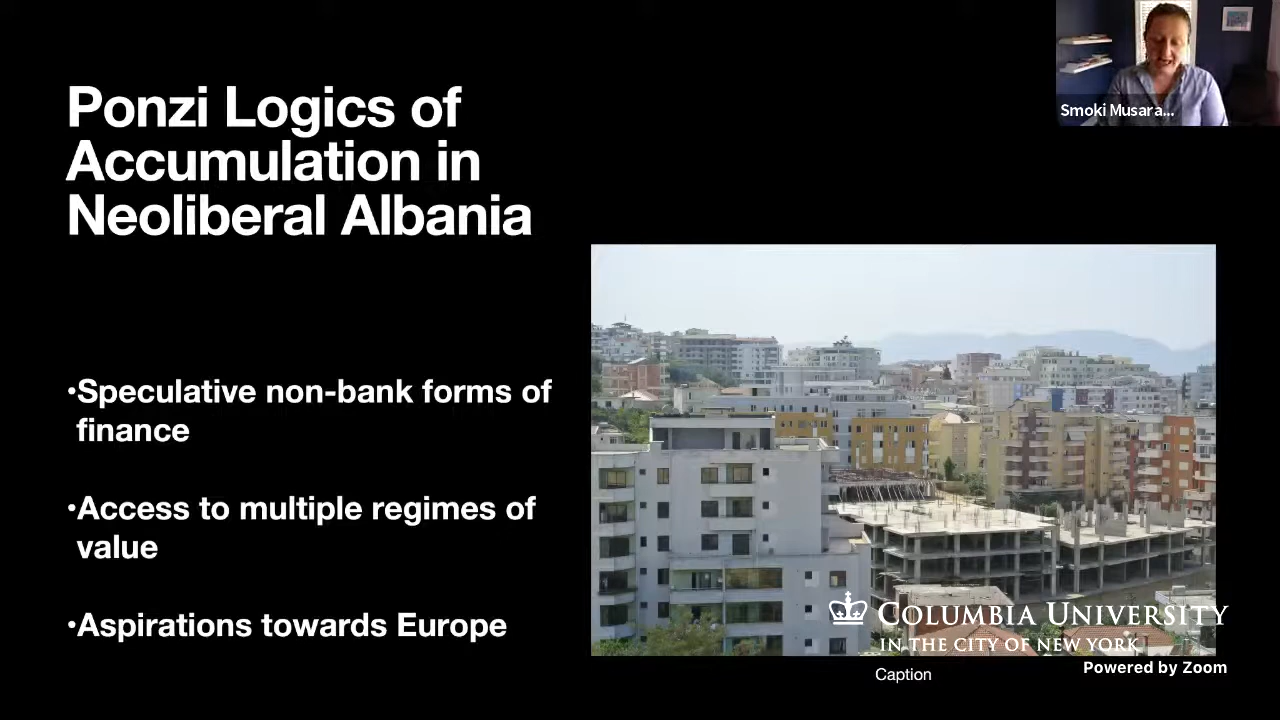 Ponzi Logics of
Accumulation in
Neoliberal Albania
•Speculative non-bank forms of
finance
•Access to multiple regimes of
value
•Aspirations towards Europe
Smoki Musara...
COLUMBIA UNIVERSITY
IN THE CITY OF NEW YORK
Caption
Powered by Zoom